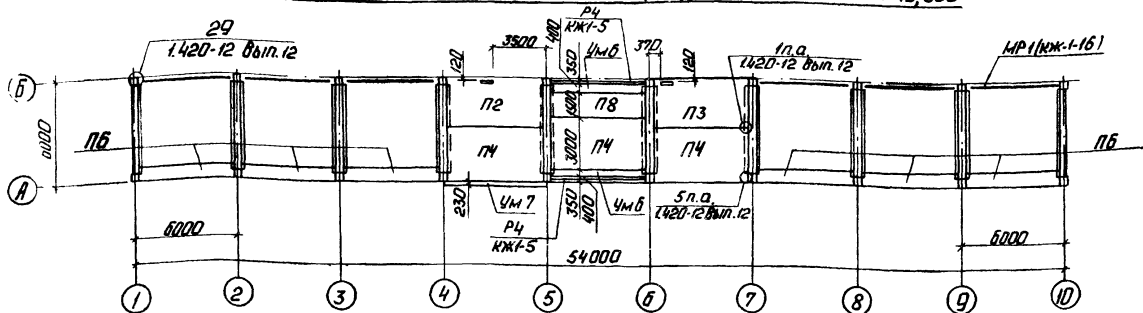 29
1.420-12 вып.12
3500
400
Р4
КЖ1-5
350
Ум6
370
120
120
1п.а
1.420-12 вып.12
МР1(КЖ-1-16)
Б
6000
П2
П8
П3
П6
П4
3000
П4
П4
П6
А
230
Ум7
Р4
КЖ1-5
350
400
Ум6
5п.а.
1.420-12 вып.12
6000
54000
6000
1
2
3
4
5
6
7
8
9
10